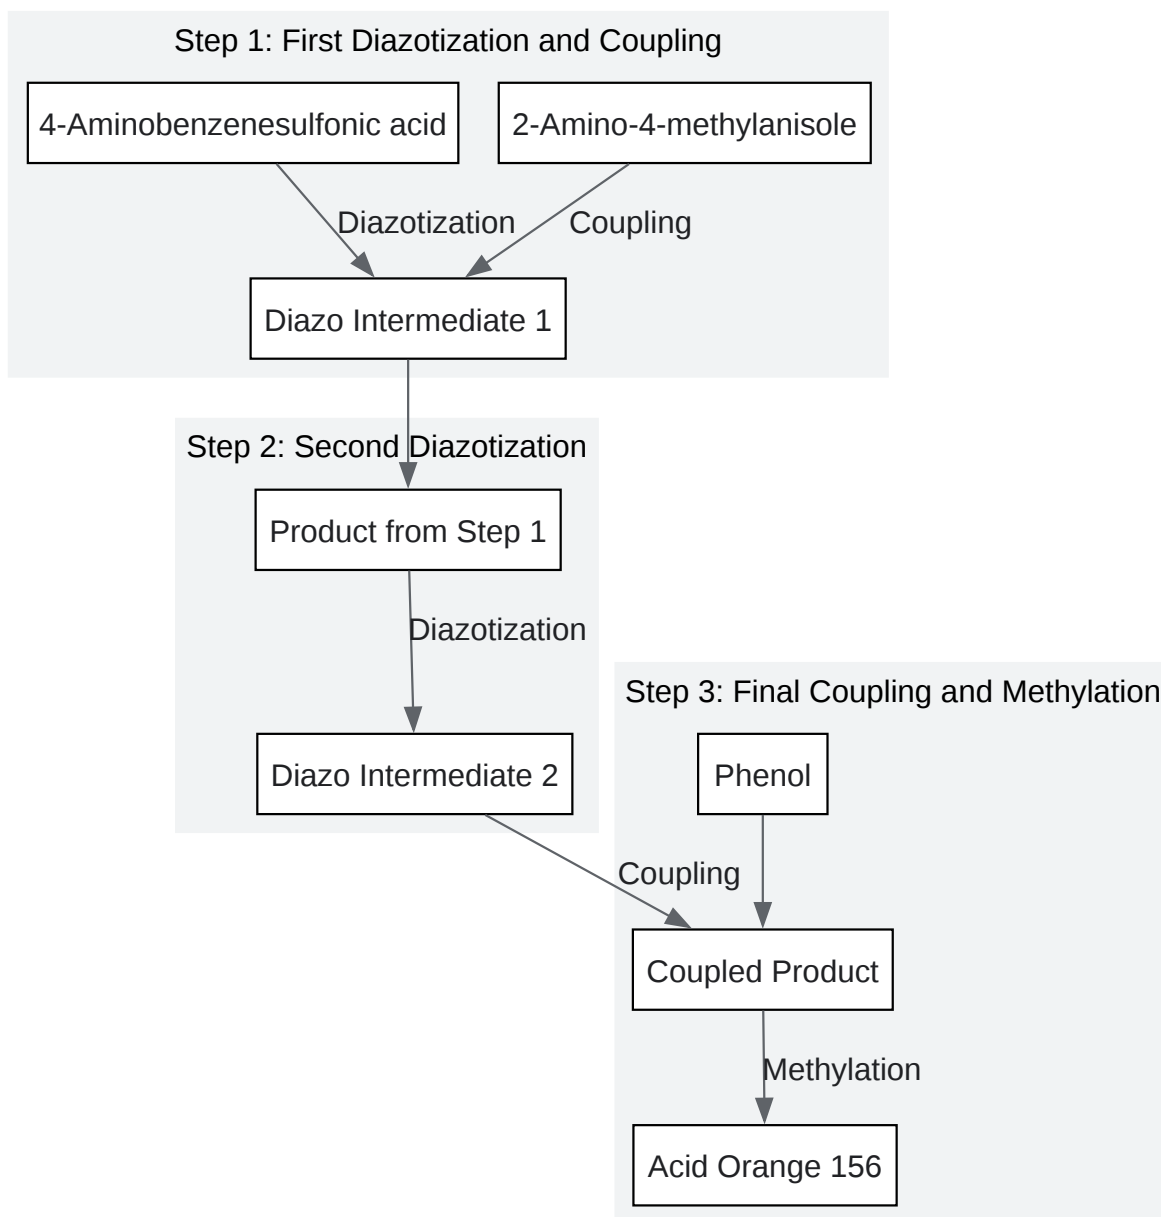 Step 1: First Diazotization and Coupling
4-Aminobenzenesulfonic acid
2-Amino-4-methylanisole
Diazotization
Coupling
Diazo Intermediate 1
Step 2: Second Diazotization
Product from Step 1
Diazotization
Step 3: Final Coupling and Methylation
Diazo Intermediate 2
Phenol
Coupling
Coupled Product
Methylation
Acid Orange 156